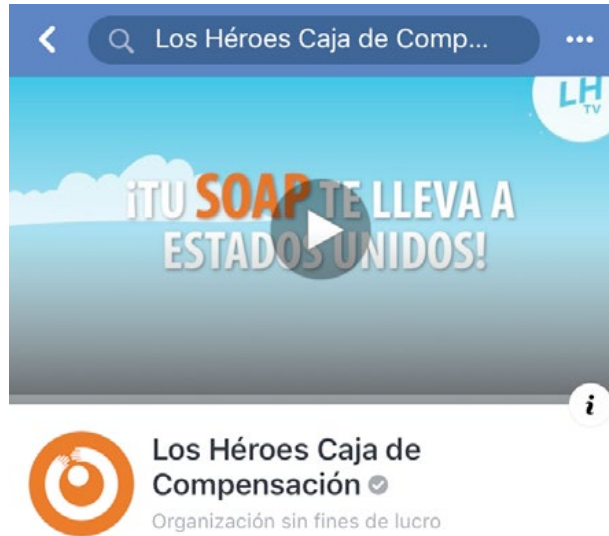 Los Héroes Caja de Comp...
LH
TV
¡TU SOAP TE LLEVA A
ESTADOS UNIDOS!
i
Los Héroes Caja de
Compensación
Organización sin fines de lucro